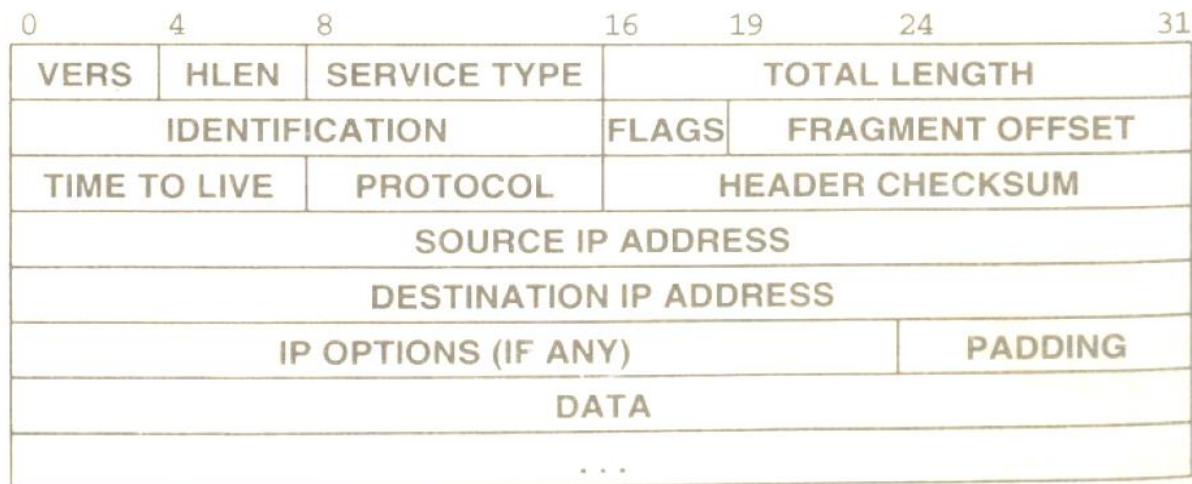 0 4 8 16 19 24 31
VERS HLEN SERVICE TYPE TOTAL LENGTH
IDENTIFICATION FLAGS FRAGMENT OFFSET
TIME TO LIVE PROTOCOL HEADER CHECKSUM
SOURCE IP ADDRESS
DESTINATION IP ADDRESS
IP OPTIONS (IF ANY) PADDING
DATA
...